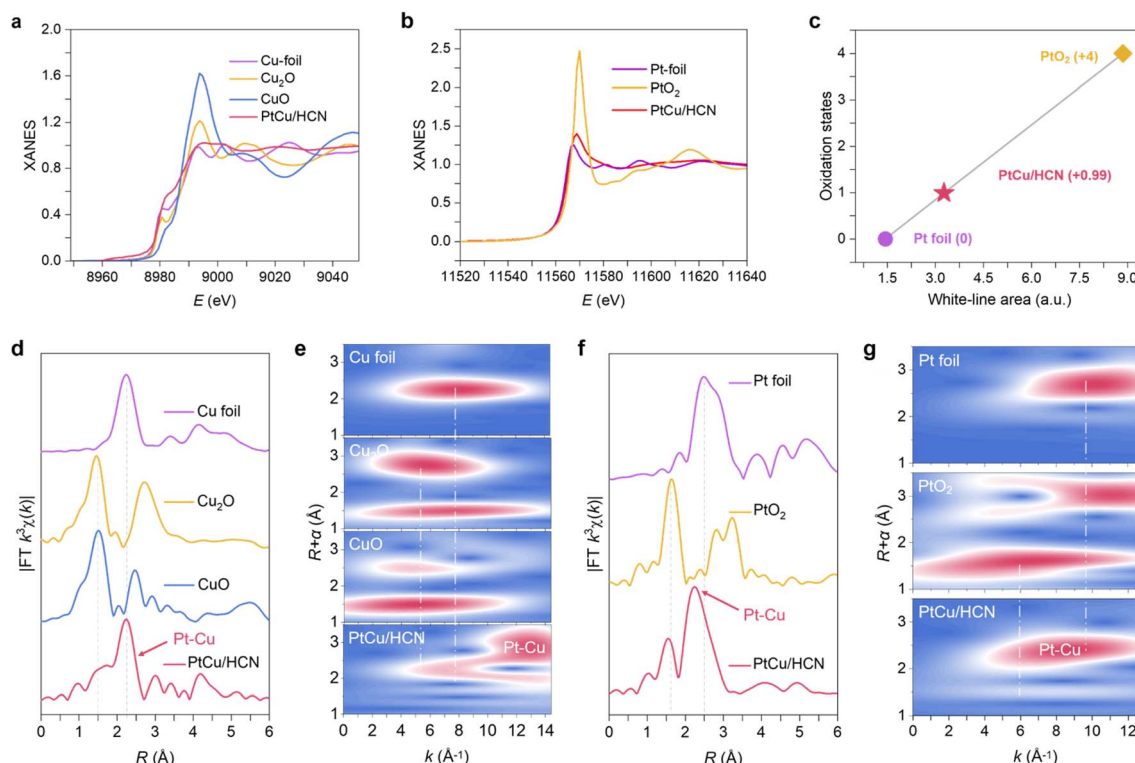 a
XANES
2.0
1.6
1.2
0.8
0.4
0.0
Cu-foil
Cu₂O
CuO
PtCu/HCN
8960 8980 9000 9020 9040
E (eV)
b
XANES
2.5
2.0
1.5
1.0
0.5
0.0
Pt-foil
PtO₂
PtCu/HCN
11520 11540 11560 11580 11600 11620 11640
E (eV)
c
Oxidation states
4
3
2
1
0
PtO₂ (+4)
PtCu/HCN (+0.99)
Pt foil (0)
1.5 3.0 4.5 6.0 7.5 9.0
White-line area (a.u.)
d
|FT k³χ(k)|
Cu foil
Cu₂O
CuO
Pt-Cu
PtCu/HCN
0 1 2 3 4 5 6
R (Å)
e
R+α (Å)
Cu foil
3
2
1
3
2
1
CuO
3
2
1
PtCu/HCN
Pt-Cu
3
2
1
0 2 4 6 8 10 12 14
k (Å⁻¹)
f
|FT k³χ(k)|
Pt foil
PtO₂
Pt-Cu
PtCu/HCN
0 1 2 3 4 5 6
R (Å)
g
R+α (Å)
Pt foil
3
2
1
PtO₂
3
2
1
PtCu/HCN
Pt-Cu
3
2
1
0 2 4 6 8 10 12
k (Å⁻¹)